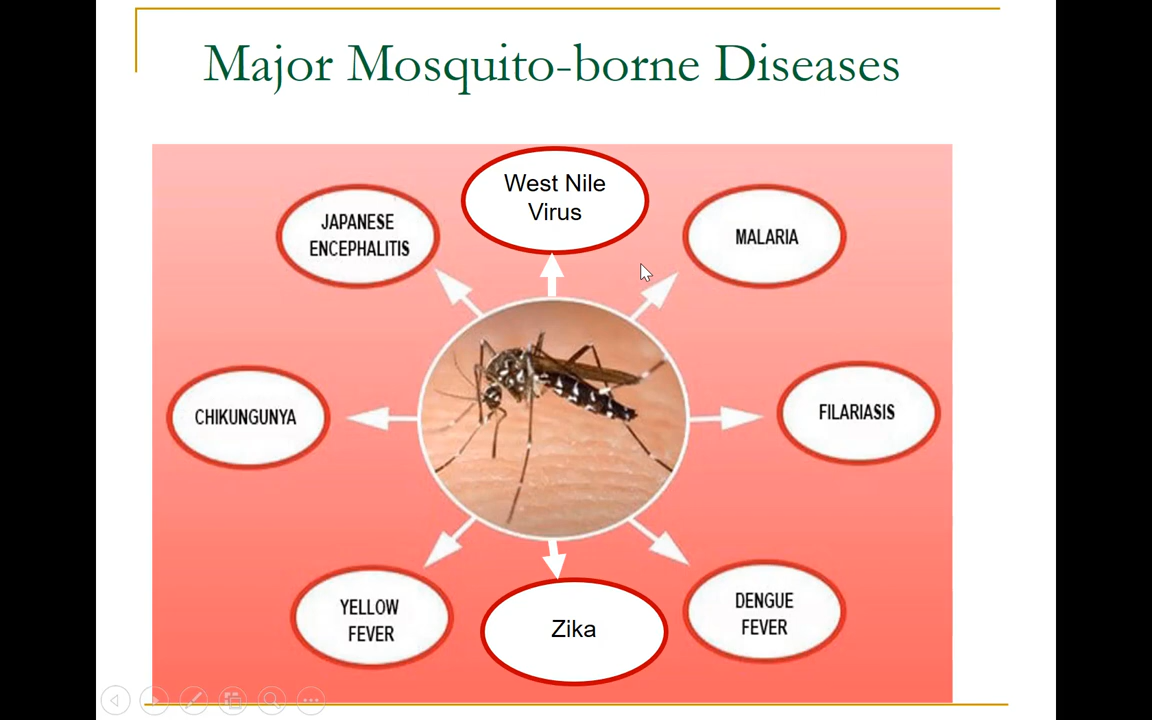 Major Mosquito-borne Diseases
West Nile
Virus
JAPANESE
ENCEPHALITIS
MALARIA
CHIKUNGUNYA
FILARIASIS
YELLOW
FEVER
Zika
DENGUE
FEVER